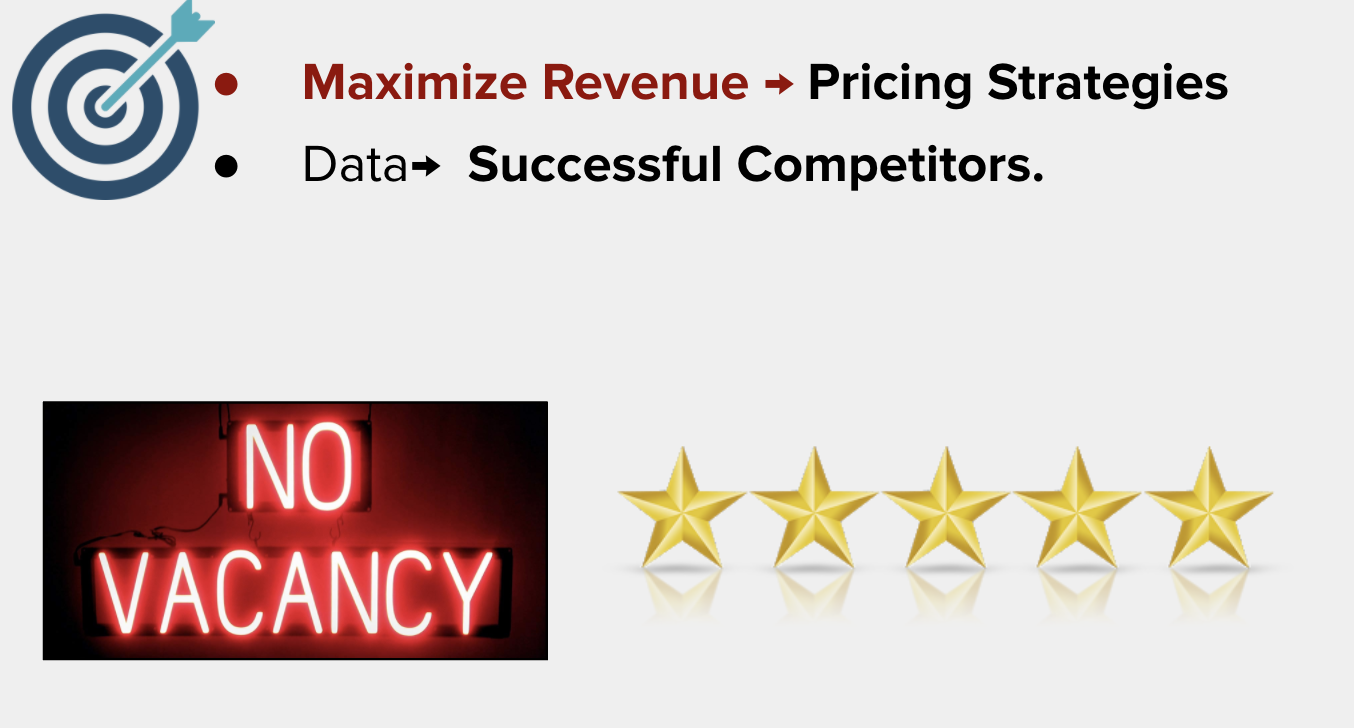 ● Maximize Revenue → Pricing Strategies
● Data→ Successful Competitors.
NO
VACANCY